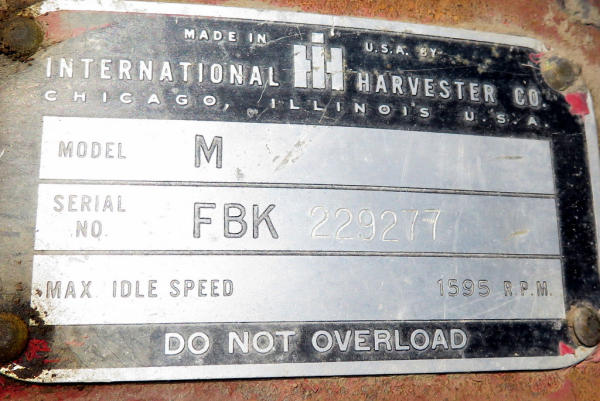 MADE IN IH U.S.A. BY
INTERNATIONAL HARVESTER CO.
CHICAGO, ILLINOIS U.S.A.
MODEL M
SERIAL NO. FBK 229277
MAX. IDLE SPEED 1595 R.P.M.
DO NOT OVERLOAD